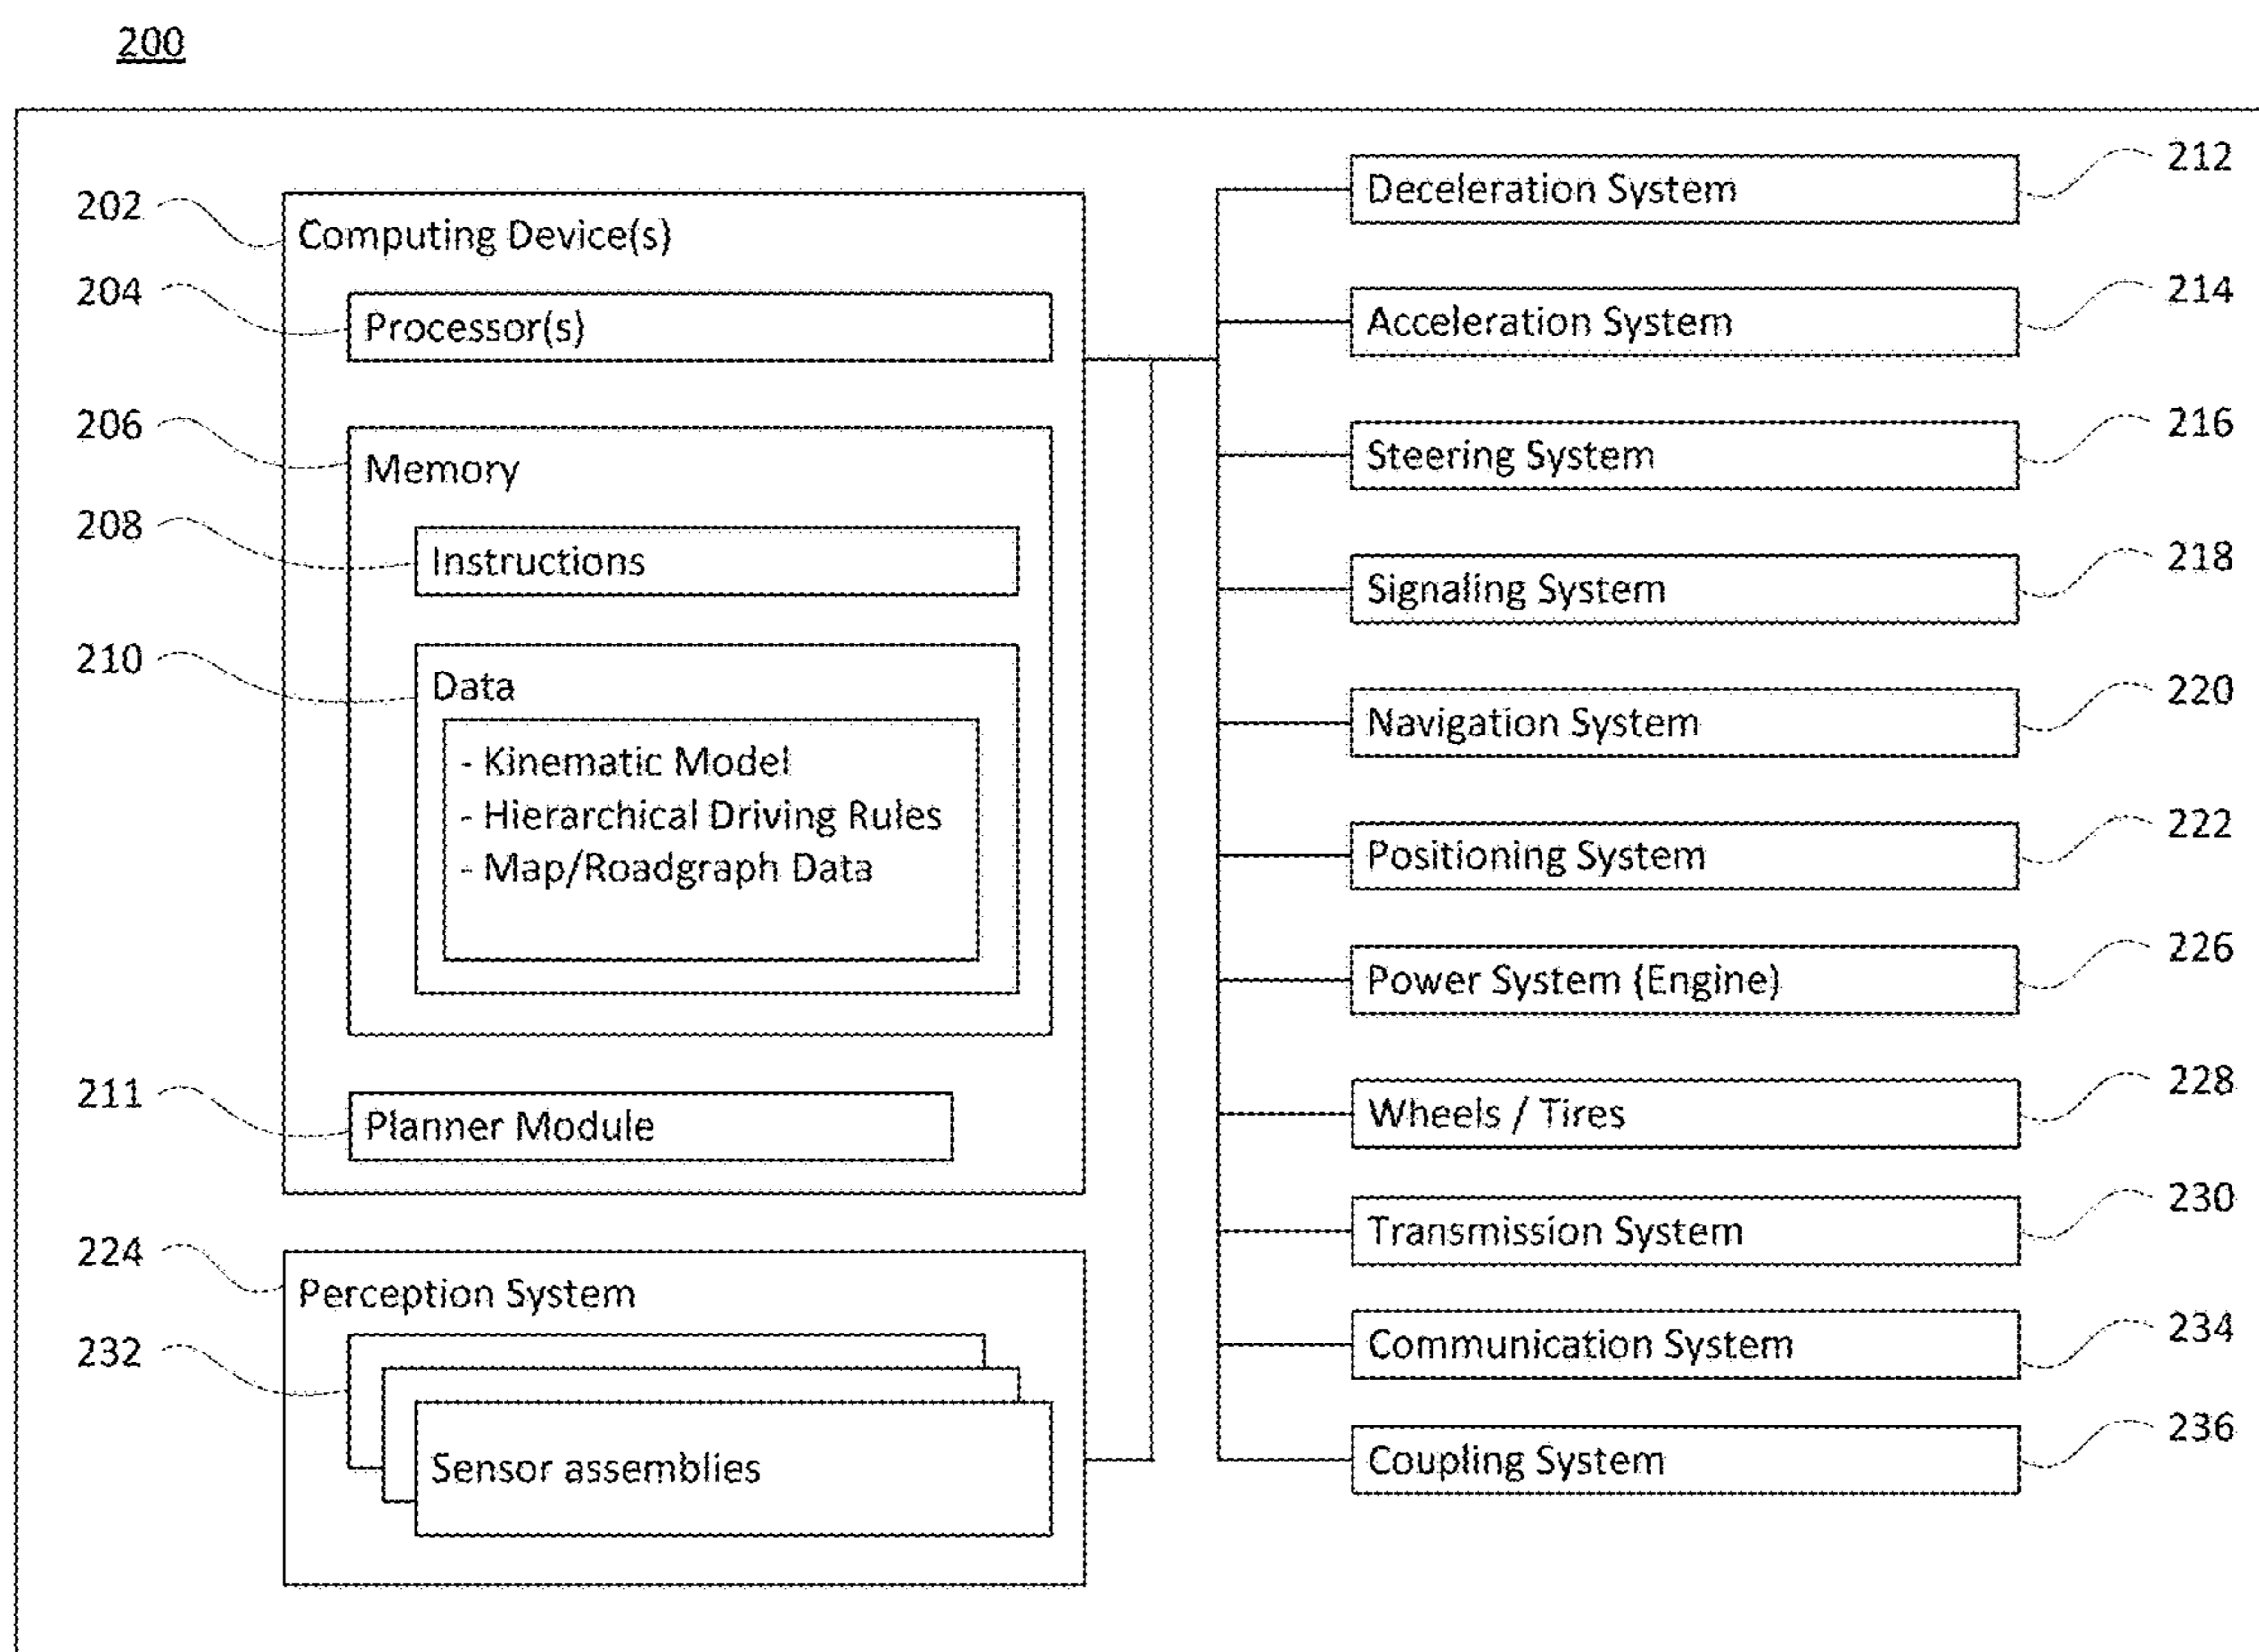 200
202
Computing Device(s)
204
Processor(s)
206
Memory
208
Instructions
210
Data
- Kinematic Model
- Hierarchical Driving Rules
- Map/Roadgraph Data
211
Planner Module
224
Perception System
232
Sensor assemblies
Deceleration System
212
Acceleration System
214
Steering System
216
Signaling System
218
Navigation System
220
Positioning System
222
Power System (Engine)
226
Wheels / Tires
228
Transmission System
230
Communication System
234
Coupling System
236